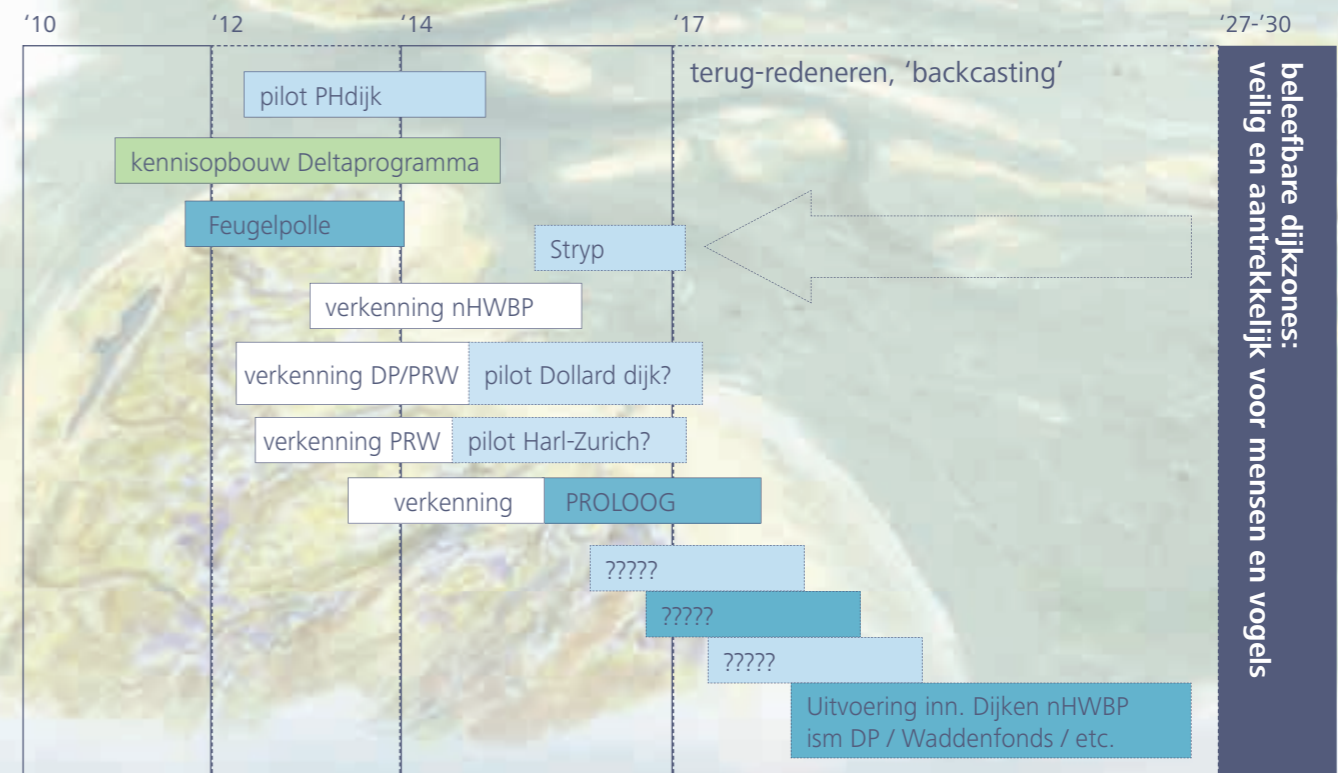 ‘10
‘12
‘14
‘17
‘27-‘30
terug-redeneren, ‘backcasting’
pilot PHdijk
kennisopbouw Deltaprogramma
Feugelpolle
Stryp
verkenning nHWBP
verkenning DP/PRW
pilot Dollard dijk?
verkenning PRW
pilot Harl-Zurich?
verkenning
PROLOOG
?????
?????
?????
Uitvoering inn. Dijken nHWBP
ism DP / Waddenfonds / etc.
beleefbare dijkzones:
veilig en aantrekkelijk voor mensen en vogels